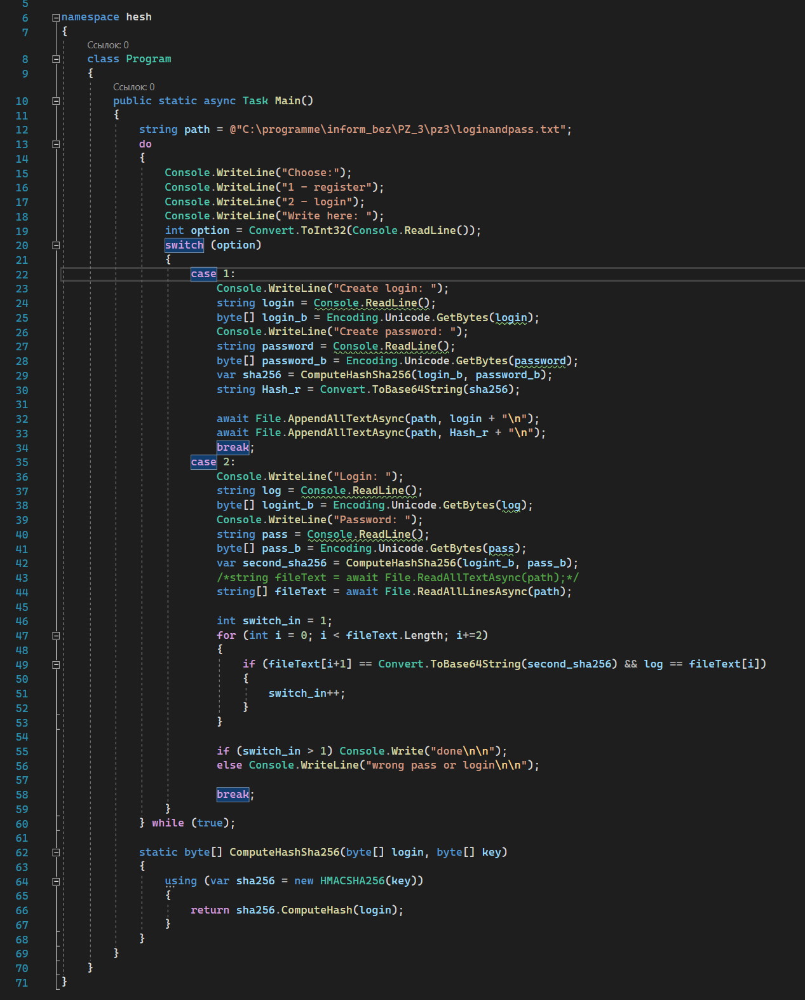 5
6 namespace hesh
7 {
Ссылок: 0
8 class Program
9 {
Ссылок: 0
10 public static async Task Main()
11 {
12 string path = @"C:\programme\inform_bez\PZ_3\pz3\loginandpass.txt";
13 do
14 {
15 Console.WriteLine("Choose:");
16 Console.WriteLine("1 - register");
17 Console.WriteLine("2 - login");
18 Console.WriteLine("Write here: ");
19 int option = Convert.ToInt32(Console.ReadLine());
20 switch (option)
21 {
22 case 1:
23 Console.WriteLine("Create login: ");
24 string login = Console.ReadLine();
25 byte[] login_b = Encoding.Unicode.GetBytes(login);
26 Console.WriteLine("Create password: ");
27 string password = Console.ReadLine();
28 byte[] password_b = Encoding.Unicode.GetBytes(password);
29 var sha256 = ComputeHashSha256(login_b, password_b);
30 string Hash_r = Convert.ToBase64String(sha256);
31
32 await File.AppendAllTextAsync(path, login + "\n");
33 await File.AppendAllTextAsync(path, Hash_r + "\n");
34 break;
35 case 2:
36 Console.WriteLine("Login: ");
37 string log = Console.ReadLine();
38 byte[] logint_b = Encoding.Unicode.GetBytes(log);
39 Console.WriteLine("Password: ");
40 string pass = Console.ReadLine();
41 byte[] pass_b = Encoding.Unicode.GetBytes(pass);
42 var second_sha256 = ComputeHashSha256(logint_b, pass_b);
43 /*string fileText = await File.ReadAllTextAsync(path);*/
44 string[] fileText = await File.ReadAllLinesAsync(path);
45
46 int switch_in = 1;
47 for (int i = 0; i < fileText.Length; i+=2)
48 {
49 if (fileText[i+1] == Convert.ToBase64String(second_sha256) && log == fileText[i])
50 {
51 switch_in++;
52 }
53 }
54
55 if (switch_in > 1) Console.Write("done\n\n");
56 else Console.WriteLine("wrong pass or login\n\n");
57
58 break;
59 }
60 } while (true);
61
62 static byte[] ComputeHashSha256(byte[] login, byte[] key)
63 {
64 using (var sha256 = new HMACSHA256(key))
65 {
66 return sha256.ComputeHash(login);
67 }
68 }
69 }
70 }
71 }